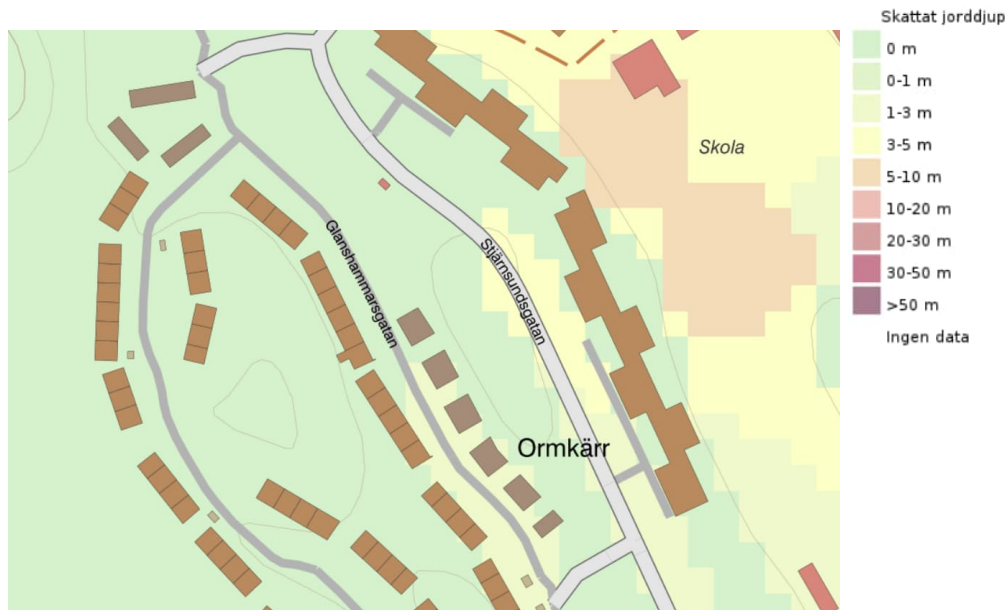 Skattat jorddjup
0 m
0-1 m
1-3 m
3-5 m
5-10 m
10-20 m
20-30 m
30-50 m
>50 m
Ingen data
Skola
Glanshammarsgatan
Stjärnsundsgatan
Ormkärr